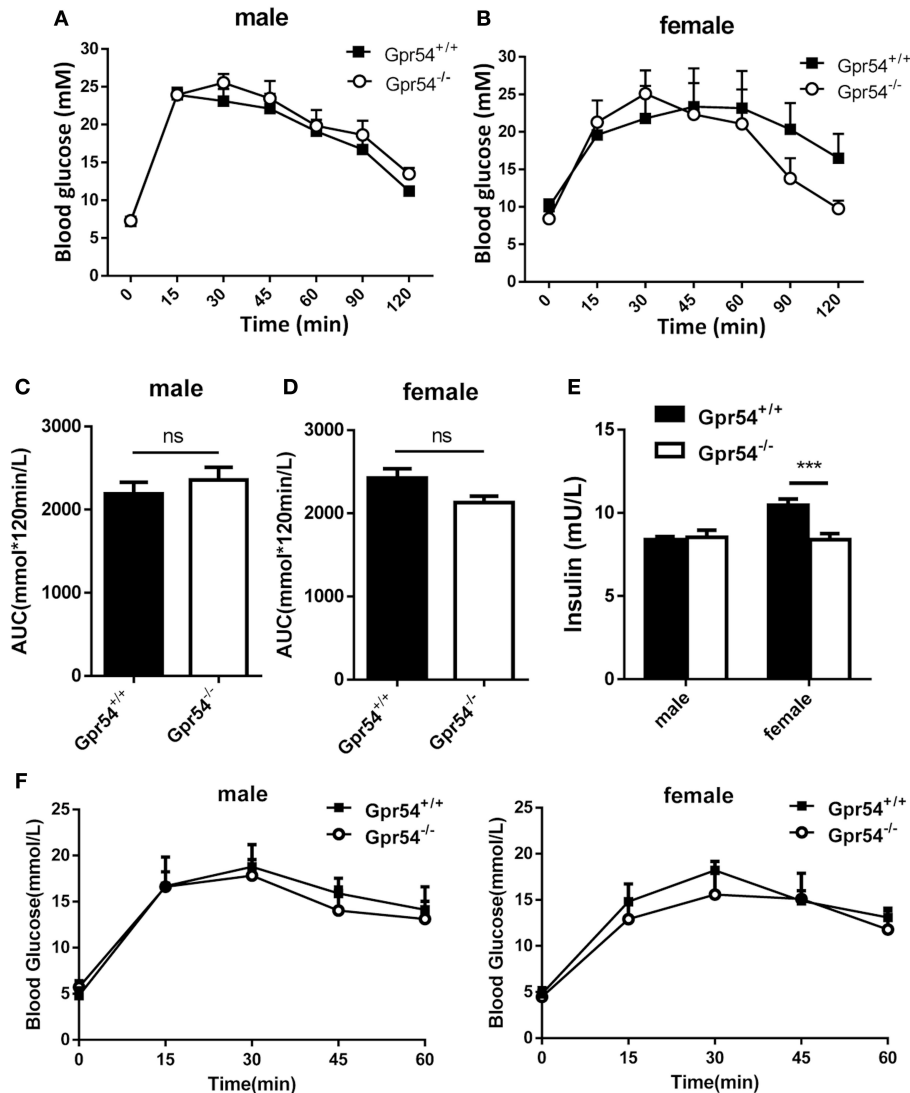 A
male
Gpr54+/+
Gpr54-/-
Blood glucose (mM)
30
25
20
15
10
5
0
0 15 30 45 60 90 120
Time (min)
B
female
Gpr54+/+
Gpr54-/-
Blood glucose (mM)
30
25
20
15
10
5
0
0 15 30 45 60 90 120
Time (min)
C
male
ns
AUC(mmol*120min/L)
3000
2000
1000
0
Gpr54+/+
Gpr54-/-
D
female
ns
AUC(mmol*120min/L)
3000
2000
1000
0
Gpr54+/+
Gpr54-/-
E
Gpr54+/+
Gpr54-/-
***
Insulin (mU/L)
15
10
5
0
male
female
F
male
Gpr54+/+
Gpr54-/-
Blood Glucose(mmol/L)
25
20
15
10
5
0
0 15 30 45 60
Time(min)
female
Gpr54+/+
Gpr54-/-
Blood Glucose(mmol/L)
25
20
15
10
5
0
0 15 30 45 60
Time(min)